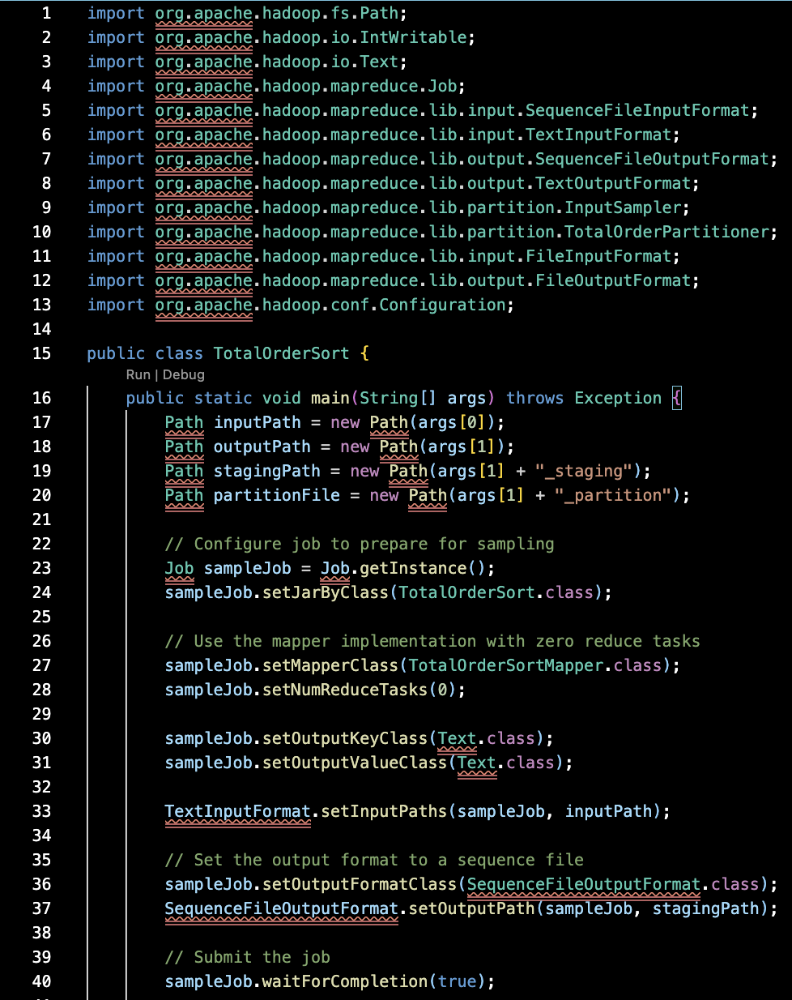 1 import org.apache.hadoop.fs.Path;
2 import org.apache.hadoop.io.IntWritable;
3 import org.apache.hadoop.io.Text;
4 import org.apache.hadoop.mapreduce.Job;
5 import org.apache.hadoop.mapreduce.lib.input.SequenceFileInputFormat;
6 import org.apache.hadoop.mapreduce.lib.input.TextInputFormat;
7 import org.apache.hadoop.mapreduce.lib.output.SequenceFileOutputFormat;
8 import org.apache.hadoop.mapreduce.lib.output.TextOutputFormat;
9 import org.apache.hadoop.mapreduce.lib.partition.InputSampler;
10 import org.apache.hadoop.mapreduce.lib.partition.TotalOrderPartitioner;
11 import org.apache.hadoop.mapreduce.lib.input.FileInputFormat;
12 import org.apache.hadoop.mapreduce.lib.output.FileOutputFormat;
13 import org.apache.hadoop.conf.Configuration;
14
15 public class TotalOrderSort {
Run | Debug
16 public static void main(String[] args) throws Exception {
17 Path inputPath = new Path(args[0]);
18 Path outputPath = new Path(args[1]);
19 Path stagingPath = new Path(args[1] + "_staging");
20 Path partitionFile = new Path(args[1] + "_partition");
21
22 // Configure job to prepare for sampling
23 Job sampleJob = Job.getInstance();
24 sampleJob.setJarByClass(TotalOrderSort.class);
25
26 // Use the mapper implementation with zero reduce tasks
27 sampleJob.setMapperClass(TotalOrderSortMapper.class);
28 sampleJob.setNumReduceTasks(0);
29
30 sampleJob.setOutputKeyClass(Text.class);
31 sampleJob.setOutputValueClass(Text.class);
32
33 TextInputFormat.setInputPaths(sampleJob, inputPath);
34
35 // Set the output format to a sequence file
36 sampleJob.setOutputFormatClass(SequenceFileOutputFormat.class);
37 SequenceFileOutputFormat.setOutputPath(sampleJob, stagingPath);
38
39 // Submit the job
40 sampleJob.waitForCompletion(true);